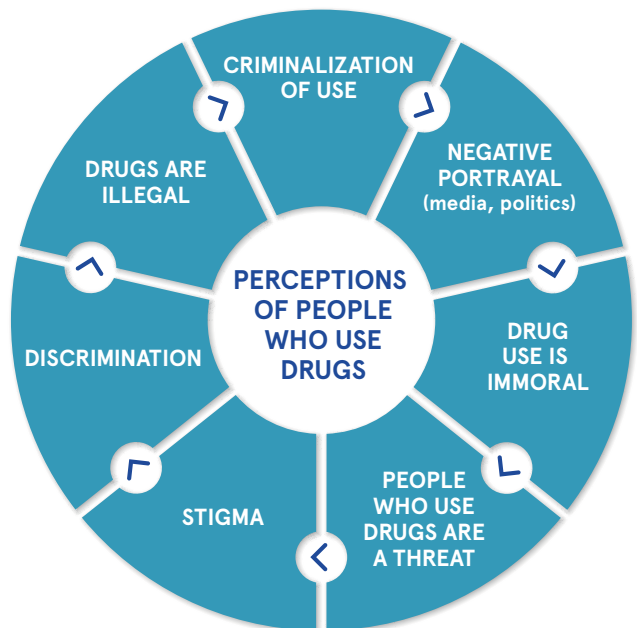 CRIMINALIZATION
OF USE
NEGATIVE
PORTRAYAL
(media, politics)
DRUG
USE IS
IMMORAL
PEOPLE
WHO USE
DRUGS ARE
A THREAT
STIGMA
DISCRIMINATION
DRUGS ARE
ILLEGAL
PERCEPTIONS
OF PEOPLE
WHO USE
DRUGS